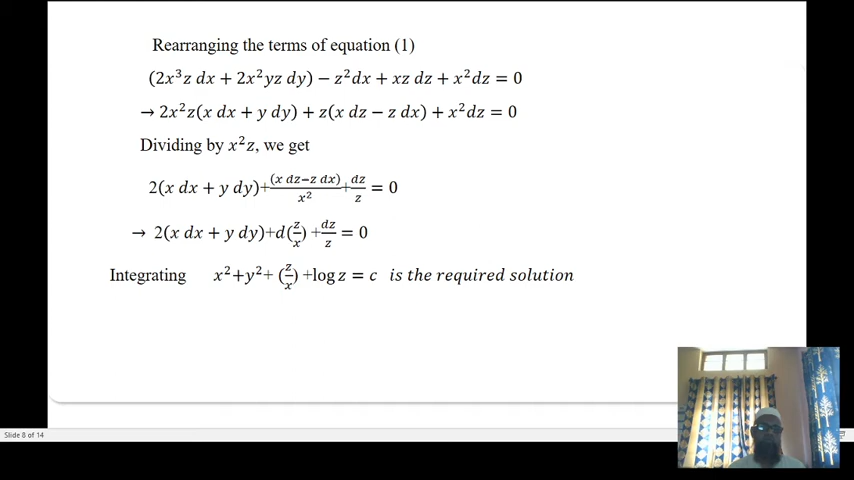 Rearranging the terms of equation (1)
(2x³z dx + 2x²yz dy) − z²dx + xz dz + x²dz = 0
→ 2x²z(x dx + y dy) + z(x dz − z dx) + x²dz = 0
Dividing by x²z, we get
2(x dx + y dy)+(x dz−z dx)/x²+dz/z = 0
→ 2(x dx + y dy)+d(z/x) +dz/z = 0
Integrating x²+y²+ (z/x) +log z = c is the required solution
Slide 8 of 14